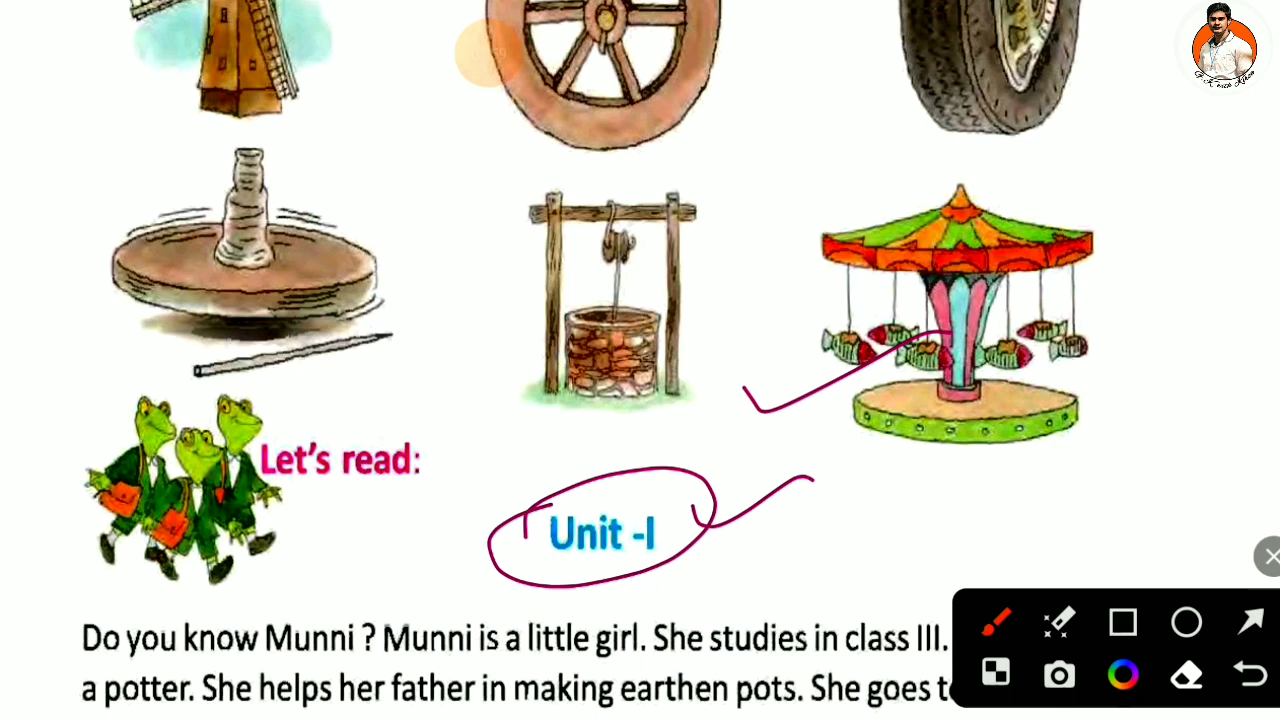 Let's read:
Unit -I
Do you know Munni ? Munni is a little girl. She studies in class III.
a potter. She helps her father in making earthen pots. She goes